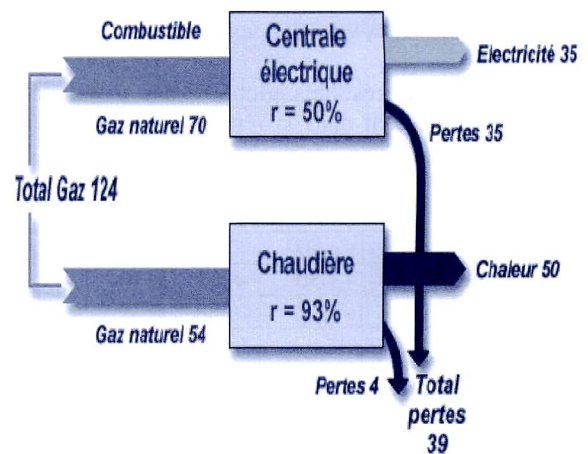 Combustible
Centrale
électrique
r = 50%
Electricité 35
Gaz naturel 70
Pertes 35
Total Gaz 124
Chaudière
r = 93%
Chaleur 50
Gaz naturel 54
Pertes 4
Total
pertes
39